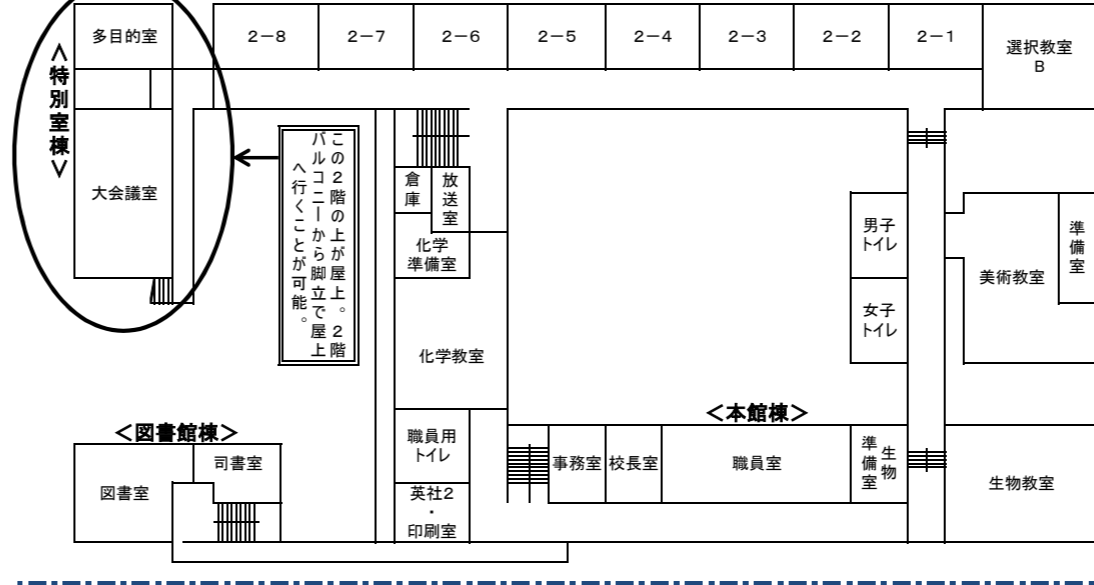 多目的室
2－8
2－7
2－6
2－5
2－4
2－3
2－2
2－1
選択教室
B
＜特別室棟＞
大会議室
この2階の上が屋上。2階
バルコニーから脚立で屋上
へ行くことが可能。
倉庫
放送室
化学
準備室
男子
トイレ
美術教室
準備室
女子
トイレ
化学教室
＜本館棟＞
＜図書館棟＞
職員用
トイレ
司書室
図書室
事務室
校長室
職員室
生物
準備室
生物教室
英社2
・
印刷室